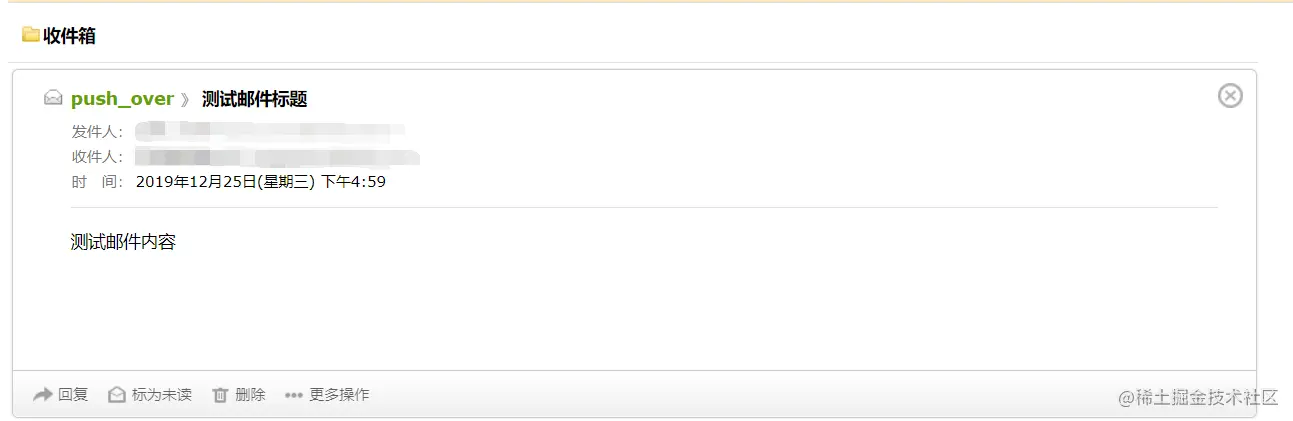 收件箱
push_over 》 测试邮件标题
发件人：
收件人：
时 间： 2019年12月25日(星期三) 下午4:59
测试邮件内容
回复 标为未读 删除 更多操作
@稀土掘金技术社区